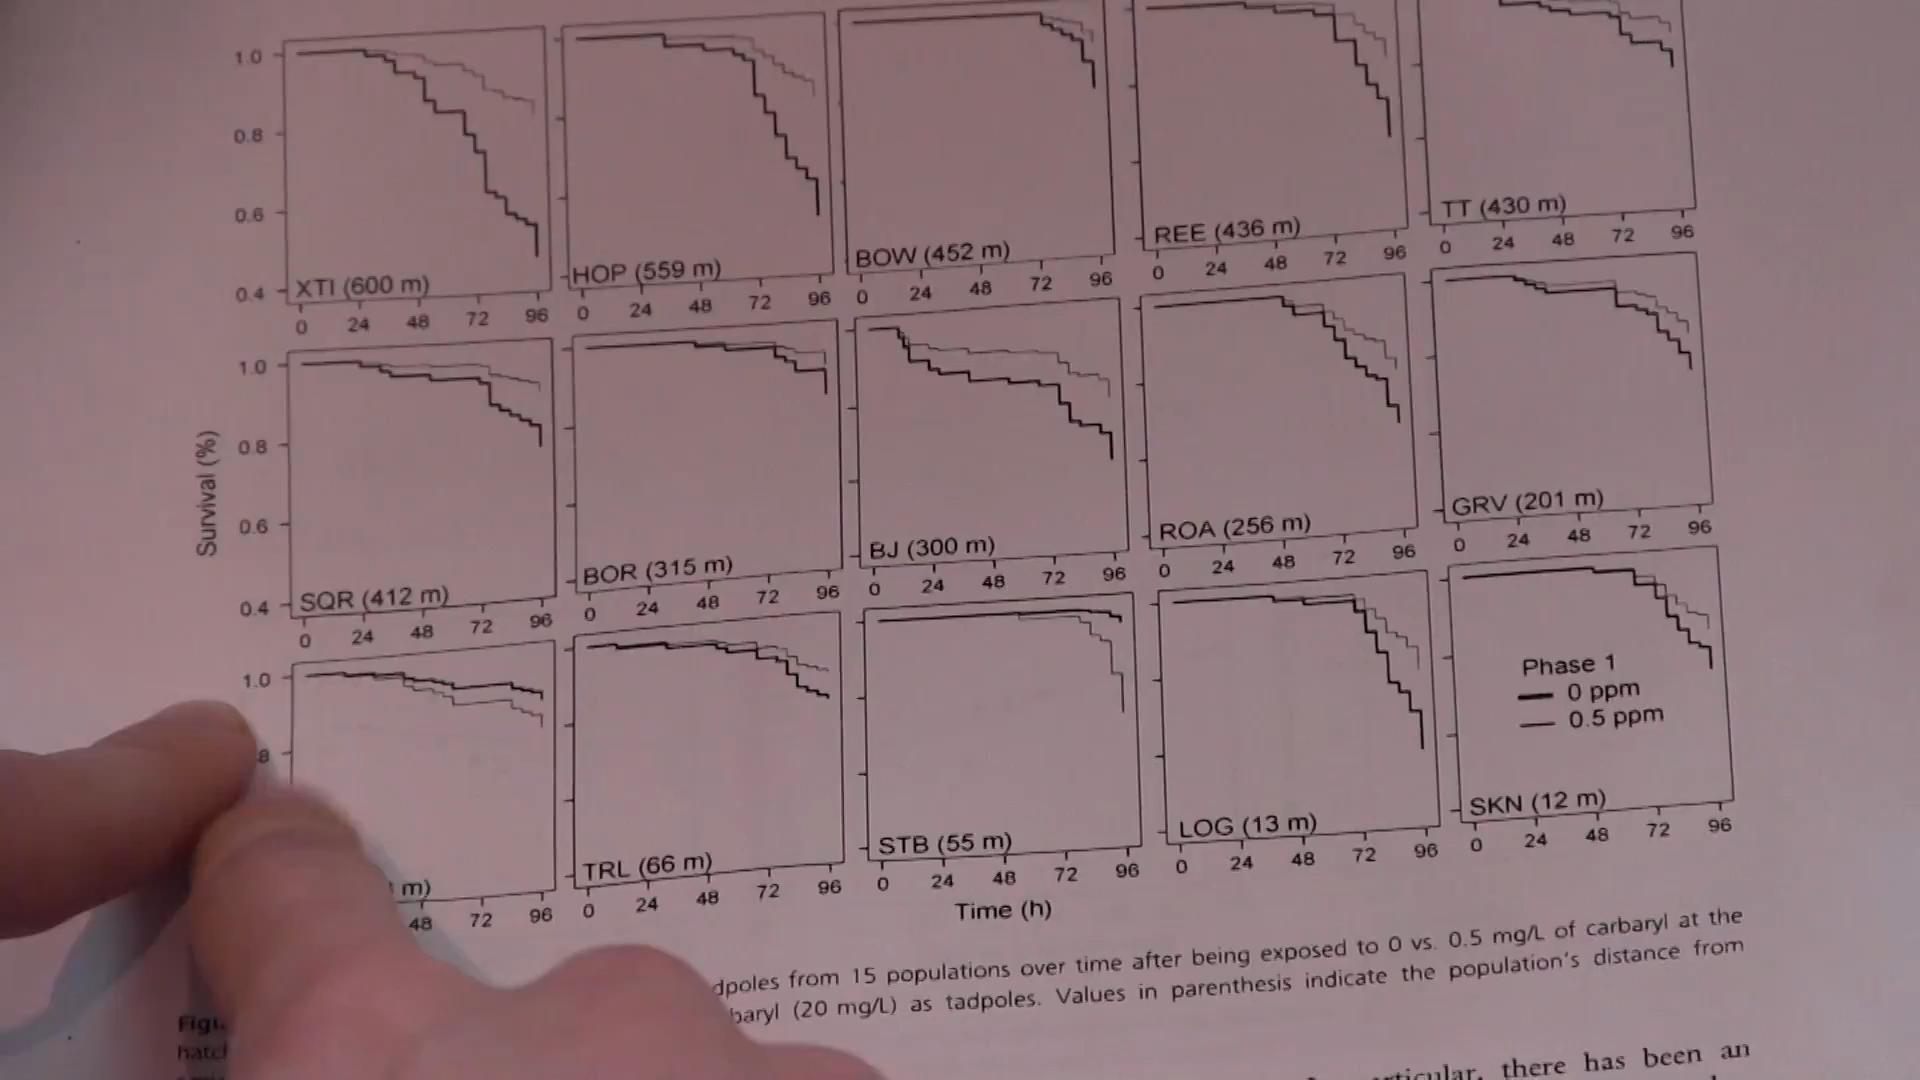 1.0
0.8
0.6
0.4
XTI (600 m)
0 24 48 72 96
HOP (559 m)
0 24 48 72 96
BOW (452 m)
0 24 48 72 96
REE (436 m)
0 24 48 72 96
TT (430 m)
0 24 48 72 96
Survival (%)
1.0
0.8
0.6
0.4
SQR (412 m)
0 24 48 72 96
BOR (315 m)
0 24 48 72 96
BJ (300 m)
0 24 48 72 96
ROA (256 m)
0 24 48 72 96
GRV (201 m)
0 24 48 72 96
1.0
8
m)
48 72 96
TRL (66 m)
0 24 48 72 96
STB (55 m)
0 24 48 72 96
LOG (13 m)
0 24 48 72 96
Phase 1
0 ppm
0.5 ppm
SKN (12 m)
0 24 48 72 96
Time (h)
dpoles from 15 populations over time after being exposed to 0 vs. 0.5 mg/L of carbaryl at the
baryl (20 mg/L) as tadpoles. Values in parenthesis indicate the population's distance from
there has been an